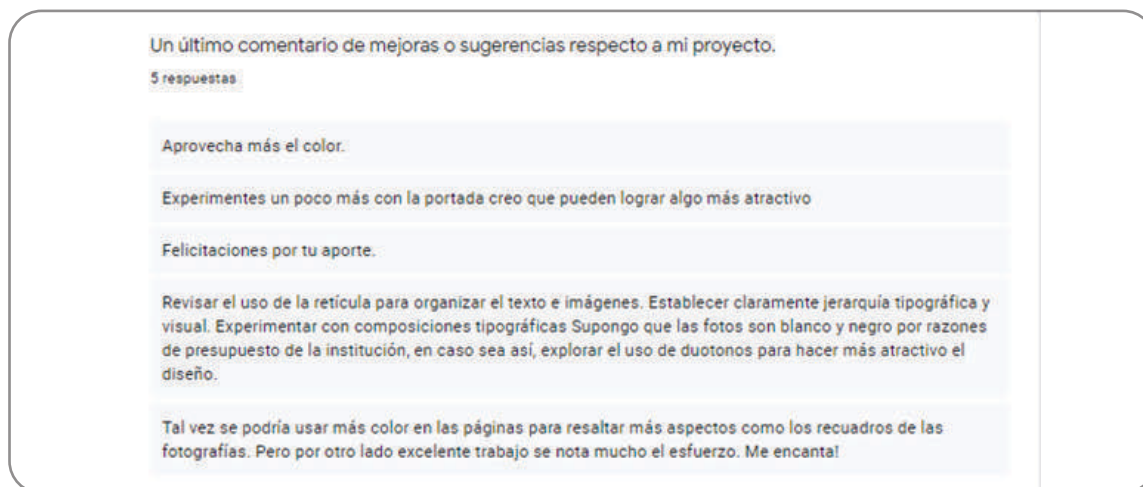 Un último comentario de mejoras o sugerencias respecto a mi proyecto.
5 respuestas
Aprovecha más el color.
Experimentes un poco más con la portada creo que pueden lograr algo más atractivo
Felicitaciones por tu aporte.
Revisar el uso de la retícula para organizar el texto e imágenes. Establecer claramente jerarquía tipográfica y
visual. Experimentar con composiciones tipográficas Supongo que las fotos son blanco y negro por razones
de presupuesto de la institución, en caso sea así, explorar el uso de duotonos para hacer más atractivo el
diseño.
Tal vez se podría usar más color en las páginas para resaltar más aspectos como los recuadros de las
fotografías. Pero por otro lado excelente trabajo se nota mucho el esfuerzo. Me encanta!